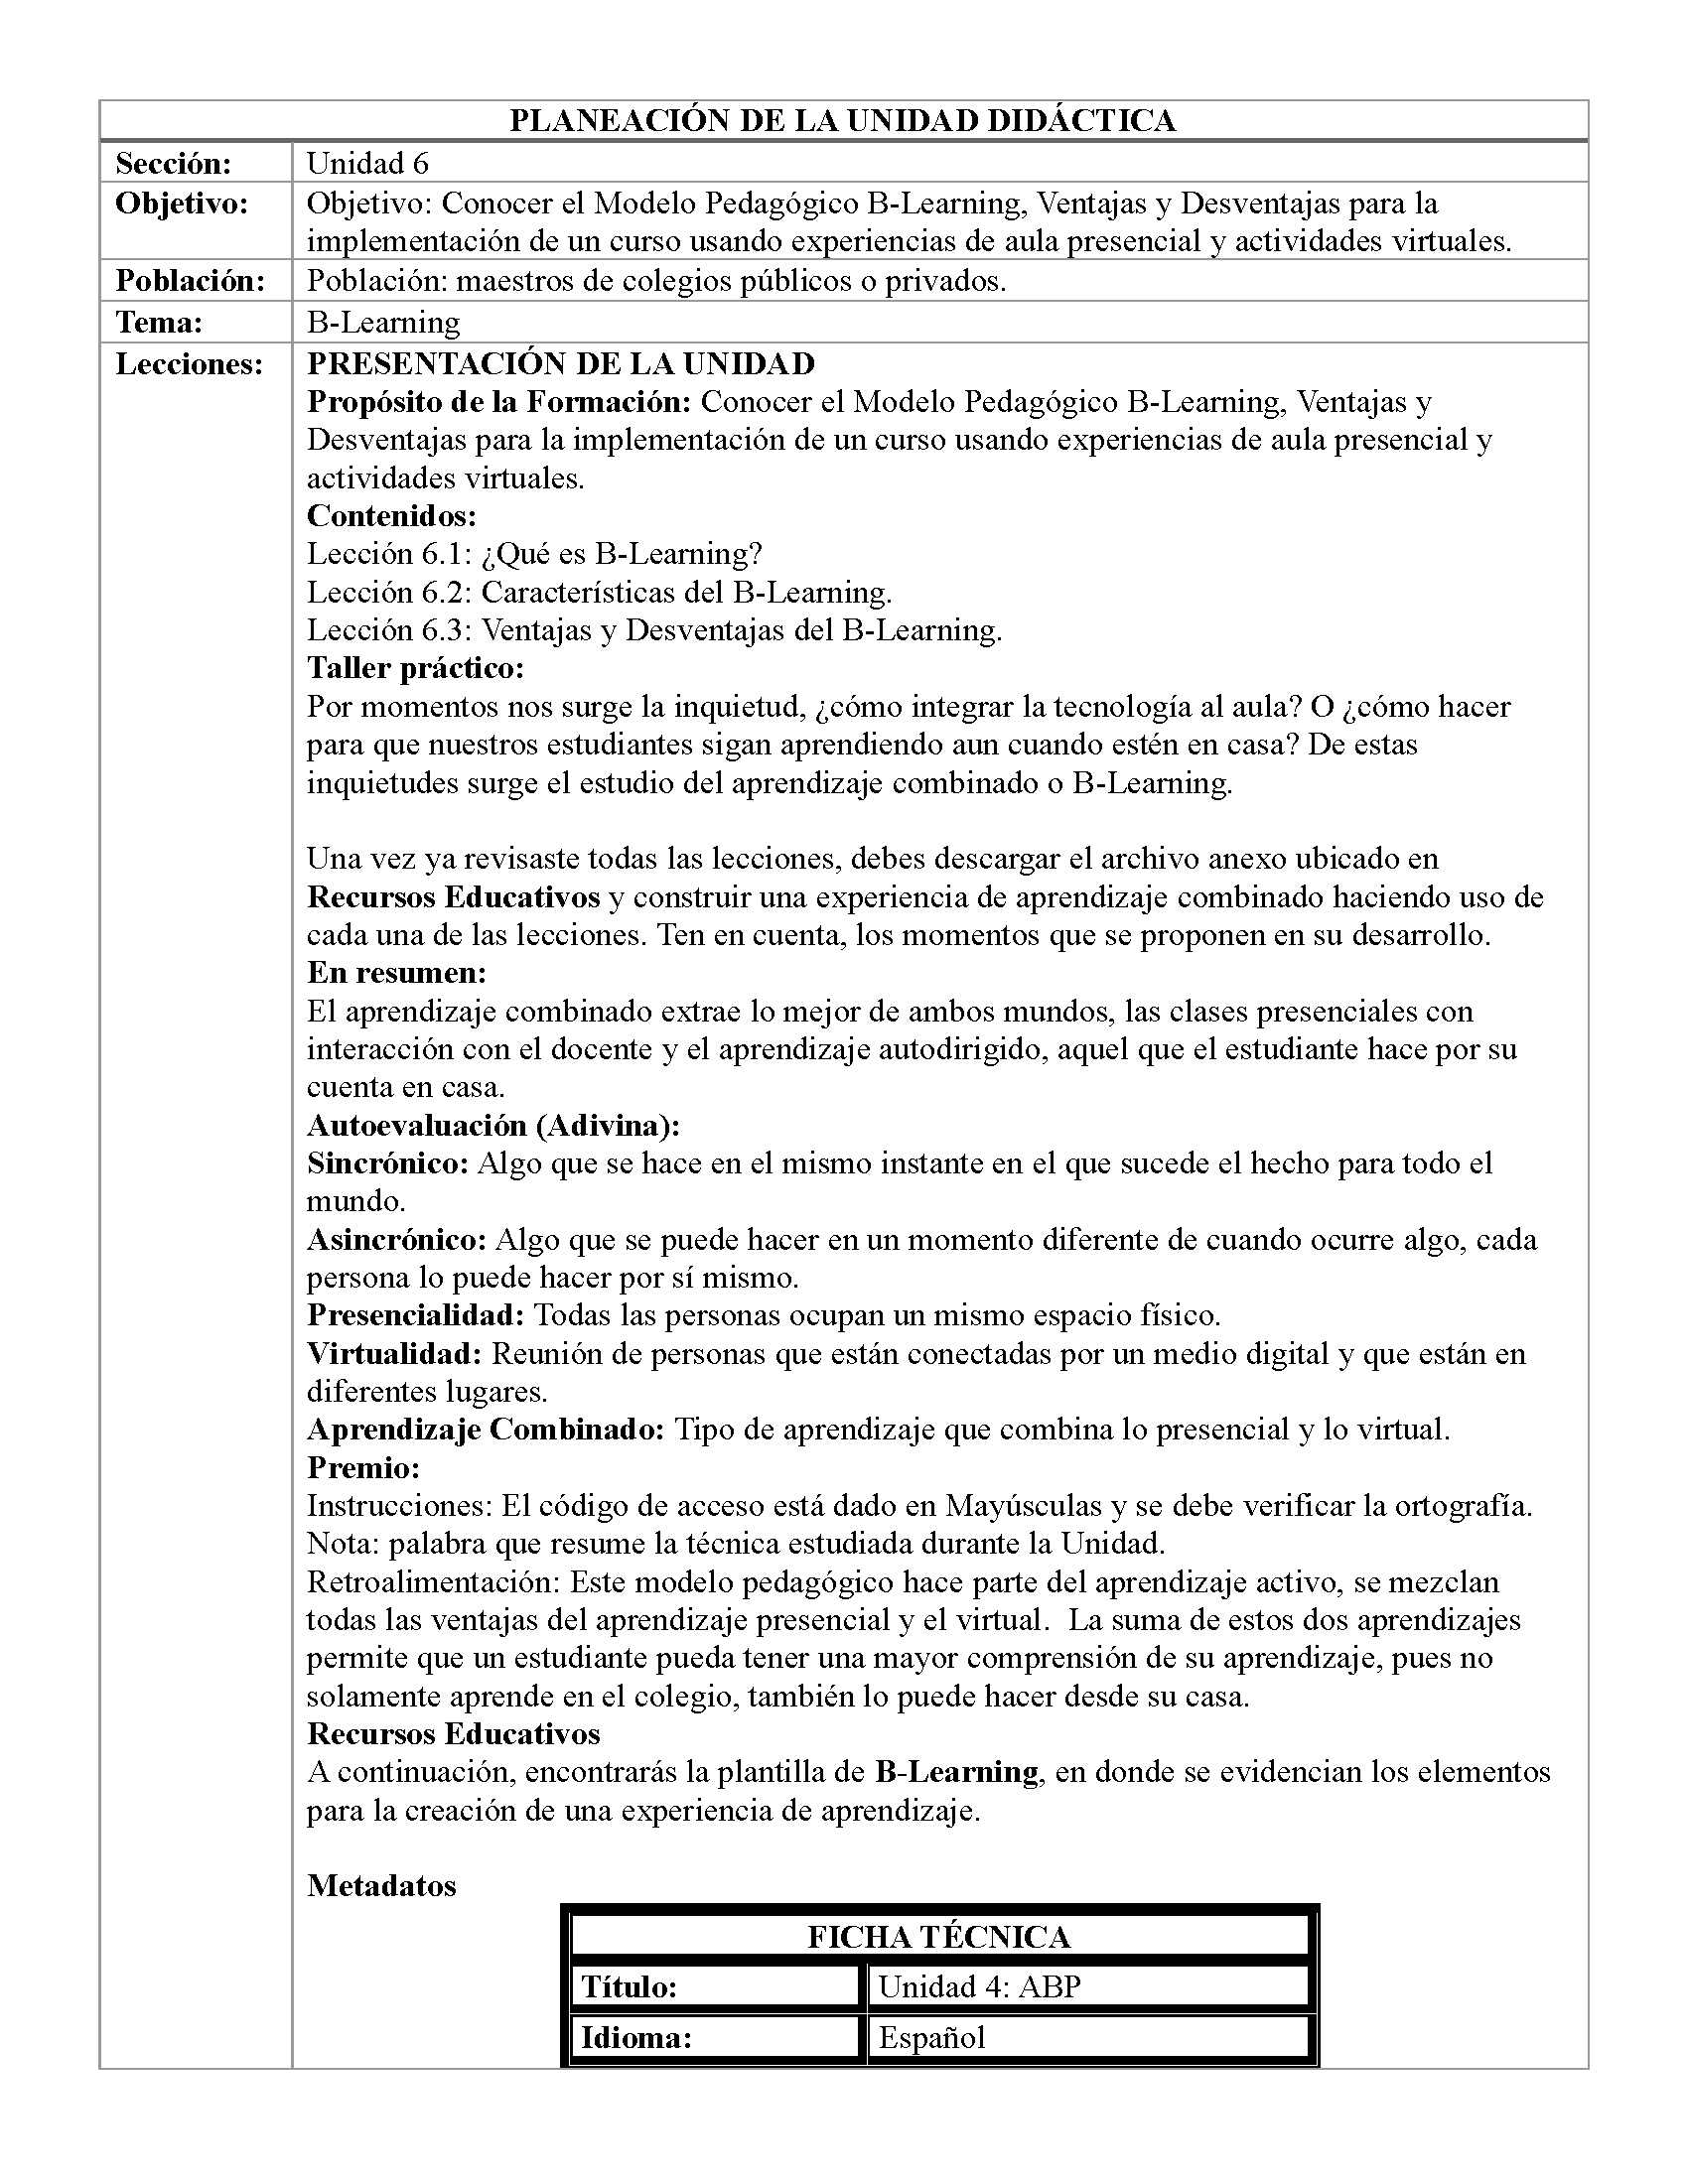 PLANEACIÓN DE LA UNIDAD DIDÁCTICA
Sección: Unidad 6
Objetivo: Objetivo: Conocer el Modelo Pedagógico B-Learning, Ventajas y Desventajas para la
implementación de un curso usando experiencias de aula presencial y actividades virtuales.
Población: Población: maestros de colegios públicos o privados.
Tema: B-Learning
Lecciones: PRESENTACIÓN DE LA UNIDAD
Propósito de la Formación: Conocer el Modelo Pedagógico B-Learning, Ventajas y
Desventajas para la implementación de un curso usando experiencias de aula presencial y
actividades virtuales.
Contenidos:
Lección 6.1: ¿Qué es B-Learning?
Lección 6.2: Características del B-Learning.
Lección 6.3: Ventajas y Desventajas del B-Learning.
Taller práctico:
Por momentos nos surge la inquietud, ¿cómo integrar la tecnología al aula? O ¿cómo hacer
para que nuestros estudiantes sigan aprendiendo aun cuando estén en casa? De estas
inquietudes surge el estudio del aprendizaje combinado o B-Learning.
Una vez ya revisaste todas las lecciones, debes descargar el archivo anexo ubicado en
Recursos Educativos y construir una experiencia de aprendizaje combinado haciendo uso de
cada una de las lecciones. Ten en cuenta, los momentos que se proponen en su desarrollo.
En resumen:
El aprendizaje combinado extrae lo mejor de ambos mundos, las clases presenciales con
interacción con el docente y el aprendizaje autodirigido, aquel que el estudiante hace por su
cuenta en casa.
Autoevaluación (Adivina):
Sincrónico: Algo que se hace en el mismo instante en el que sucede el hecho para todo el
mundo.
Asincrónico: Algo que se puede hacer en un momento diferente de cuando ocurre algo, cada
persona lo puede hacer por sí mismo.
Presencialidad: Todas las personas ocupan un mismo espacio físico.
Virtualidad: Reunión de personas que están conectadas por un medio digital y que están en
diferentes lugares.
Aprendizaje Combinado: Tipo de aprendizaje que combina lo presencial y lo virtual.
Premio:
Instrucciones: El código de acceso está dado en Mayúsculas y se debe verificar la ortografía.
Nota: palabra que resume la técnica estudiada durante la Unidad.
Retroalimentación: Este modelo pedagógico hace parte del aprendizaje activo, se mezclan
todas las ventajas del aprendizaje presencial y el virtual. La suma de estos dos aprendizajes
permite que un estudiante pueda tener una mayor comprensión de su aprendizaje, pues no
solamente aprende en el colegio, también lo puede hacer desde su casa.
Recursos Educativos
A continuación, encontrarás la plantilla de B-Learning, en donde se evidencian los elementos
para la creación de una experiencia de aprendizaje.
Metadatos
FICHA TÉCNICA
Título: Unidad 4: ABP
Idioma: Español